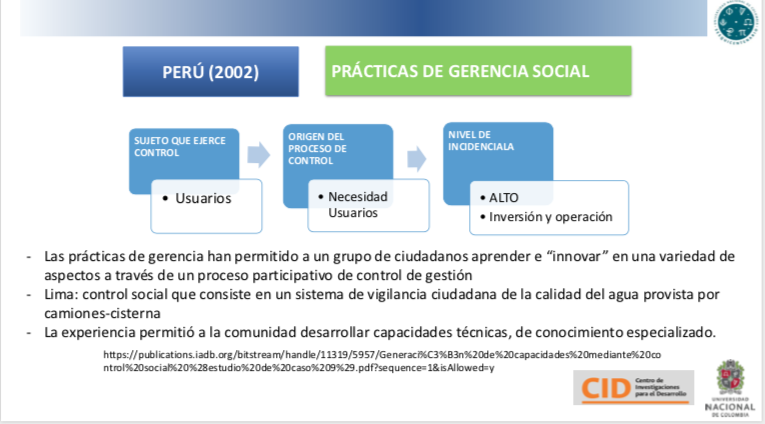 PERÚ (2002)
PRÁCTICAS DE GERENCIA SOCIAL
SUJETO QUE EJERCE
CONTROL
• Usuarios
ORIGEN DEL
PROCESO DE
CONTROL
• Necesidad
Usuarios
NIVEL DE
INCIDENCIALA
• ALTO
• Inversión y operación
- Las prácticas de gerencia han permitido a un grupo de ciudadanos aprender e “innovar” en una variedad de
aspectos a través de un proceso participativo de control de gestión
- Lima: control social que consiste en un sistema de vigilancia ciudadana de la calidad del agua provista por
camiones-cisterna
- La experiencia permitió a la comunidad desarrollar capacidades técnicas, de conocimiento especializado.
https://publications.iadb.org/bitstream/handle/11319/5957/Generaci%C3%B3n%20de%20capacidades%20mediante%20co
ntrol%20social%20%28estudio%20de%20caso%209%29.pdf?sequence=1&isAllowed=y
CID
Centro de
Investigaciones
para el Desarrollo
UNIVERSIDAD
NACIONAL
DE COLOMBIA